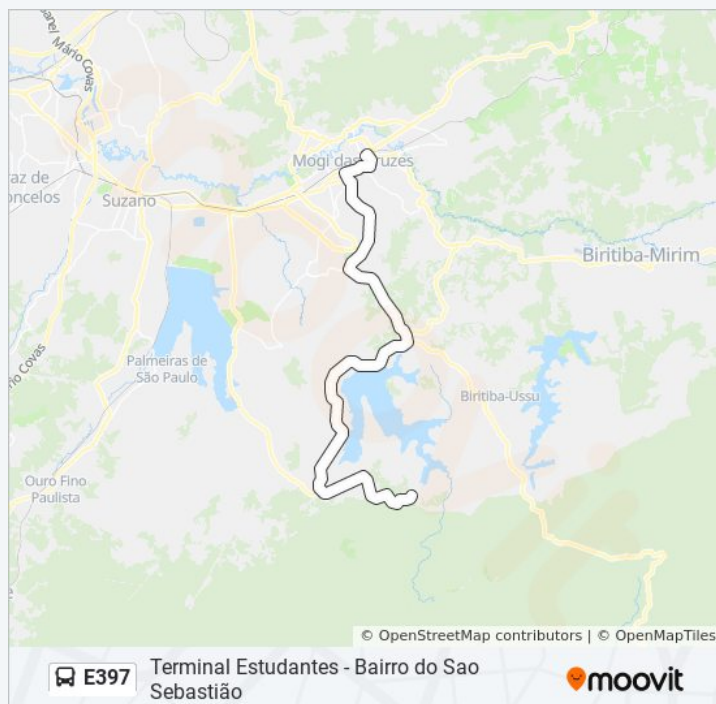 anel Mário Covas
Mogi das Cruzes
raz de
oncelos
Suzano
Biritiba-Mirim
Palmeiras de
São Paulo
Biritiba-Ussu
rio Covas
Ouro Fino
Paulista
© OpenStreetMap contributors | © OpenMapTiles
E397
Terminal Estudantes - Bairro do Sao
Sebastião
moovit